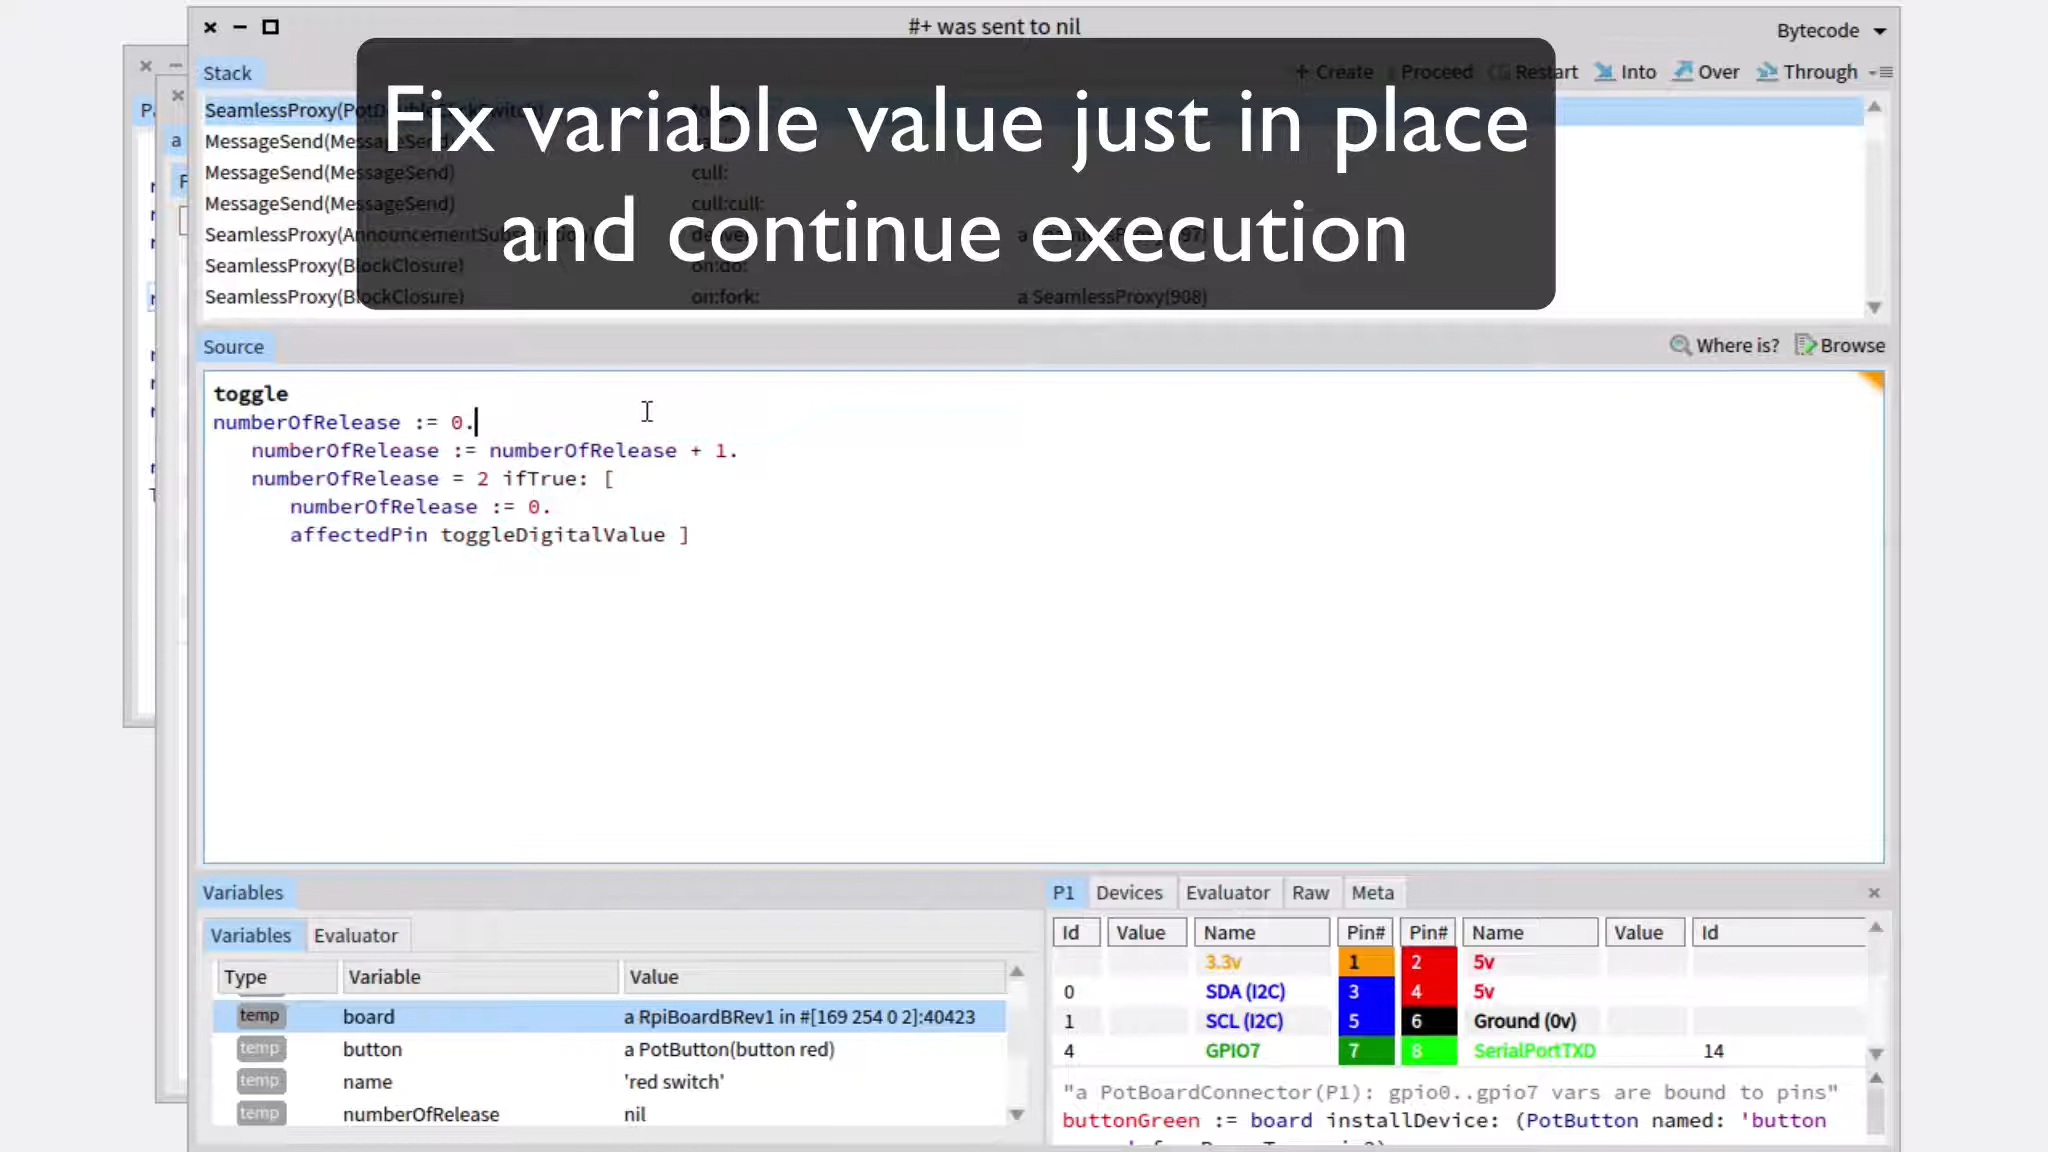 #+ was sent to nil
Bytecode
Stack
Create Proceed Restart Into Over Through
Fix variable value just in place
and continue execution
MessageSend(MessageSend)
MessageSend(MessageSend) cull:
MessageSend(MessageSend) cull:cull:
SeamlessProxy(AnnouncementSubscription)
SeamlessProxy(BlockClosure) on:do:
SeamlessProxy(BlockClosure) on:fork: a SeamlessProxy(908)
Source
Where is? Browse
toggle
numberOfRelease := 0.
numberOfRelease := numberOfRelease + 1.
numberOfRelease = 2 ifTrue: [
numberOfRelease := 0.
affectedPin toggleDigitalValue ]
Variables
Variables Evaluator
Type Variable Value
temp board a RpiBoardBRev1 in #[169 254 0 2]:40423
temp button a PotButton(button red)
temp name 'red switch'
temp numberOfRelease nil
P1 Devices Evaluator Raw Meta
Id Value Name Pin# Pin# Name Value Id
3.3v 1 2 5v
0 SDA (I2C) 3 4 5v
1 SCL (I2C) 5 6 Ground (0v)
4 GPIO7 7 8 SerialPortTXD 14
"a PotBoardConnector(P1): gpio0..gpio7 vars are bound to pins"
buttonGreen := board installDevice: (PotButton named: 'button